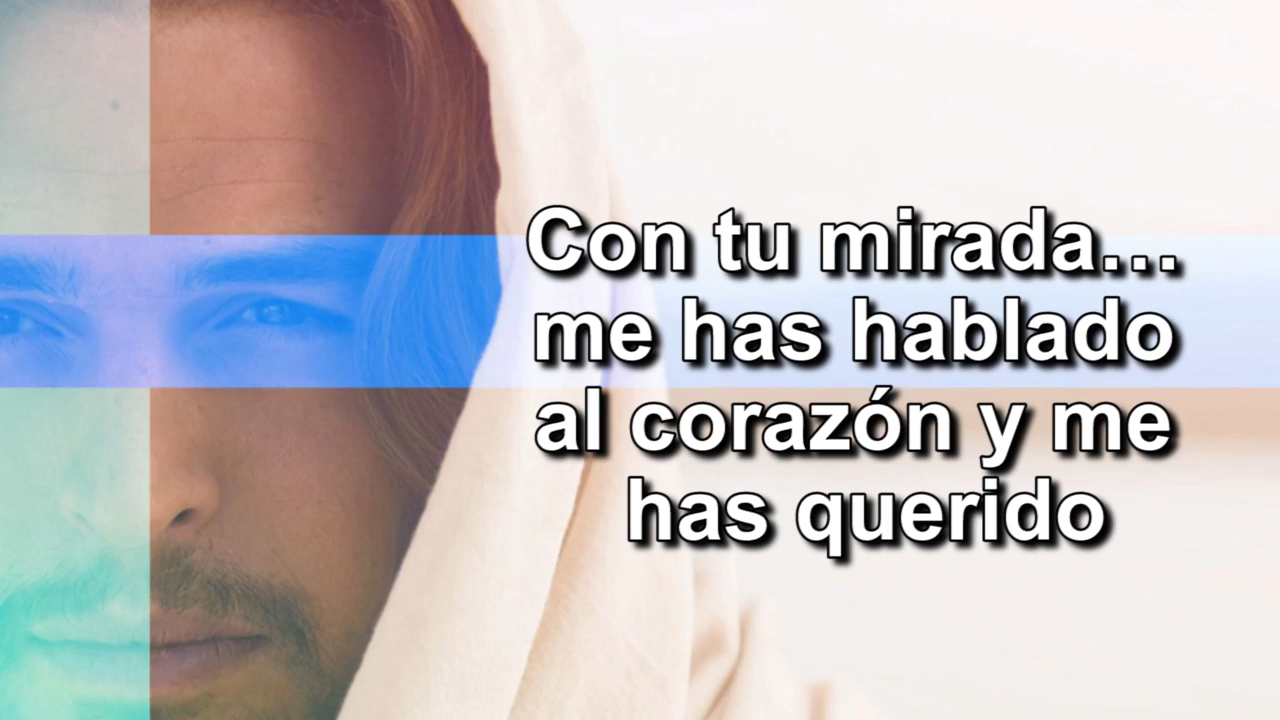 Con tu mirada…
me has hablado
al corazón y me
has querido